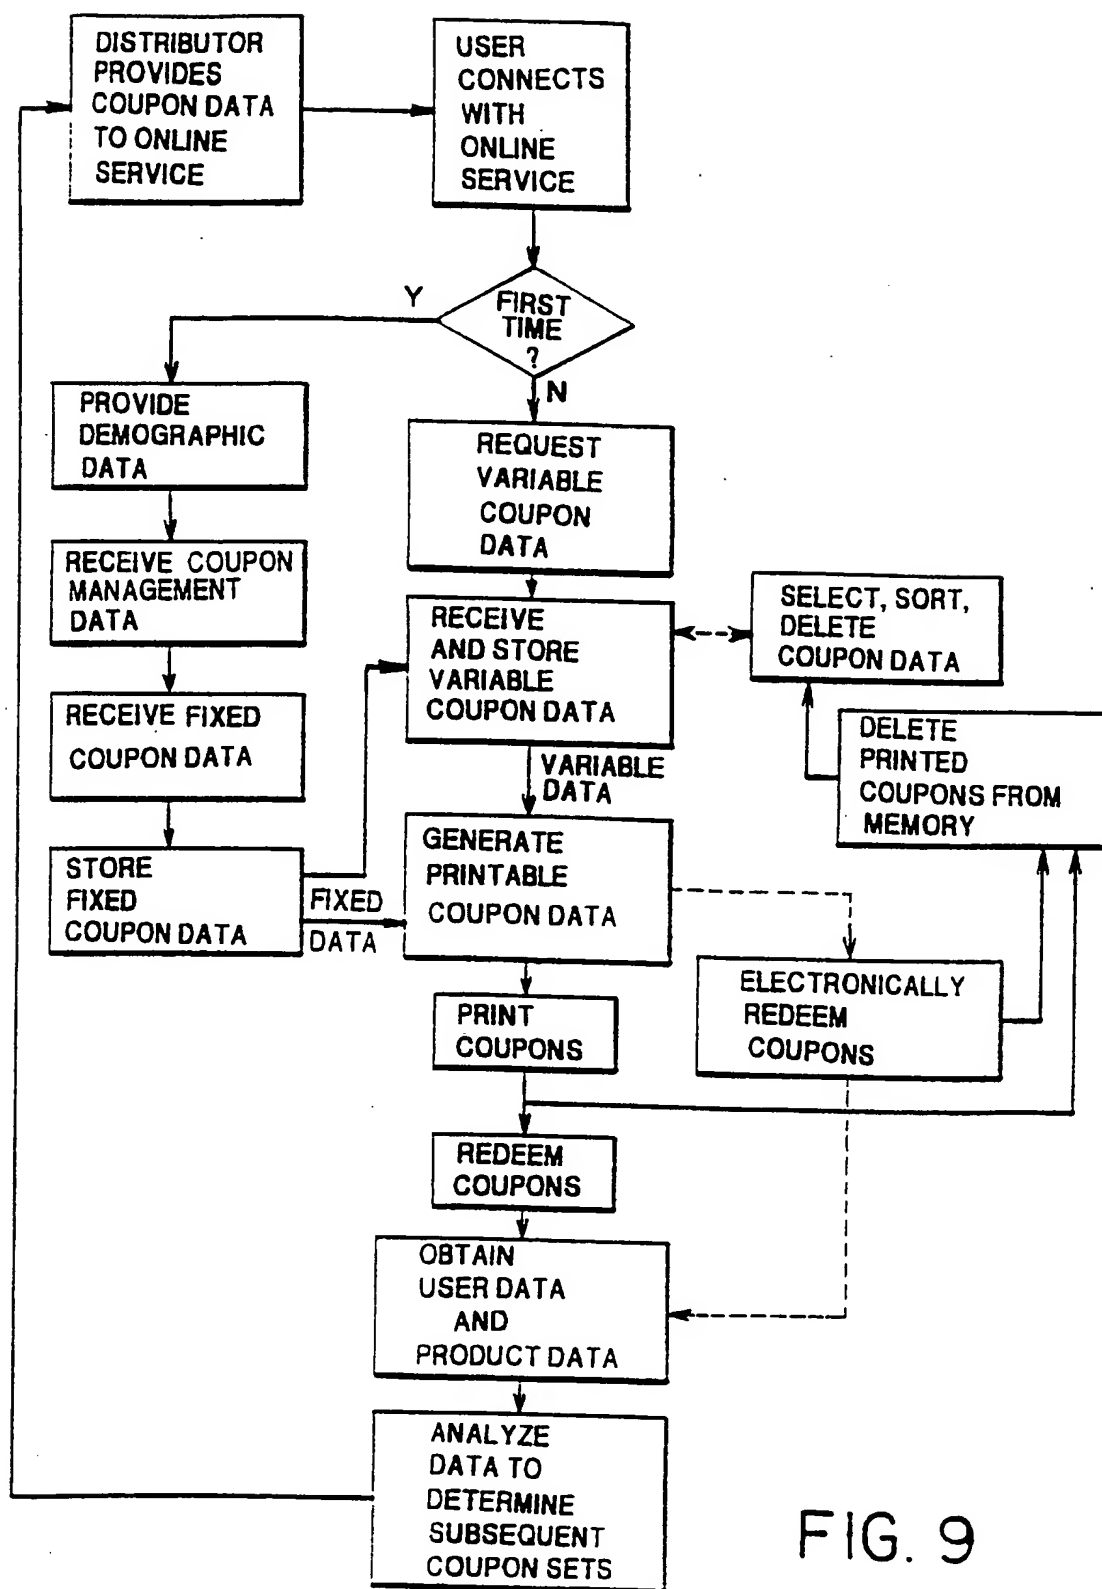 DISTRIBUTOR
PROVIDES
COUPON DATA
TO ONLINE
SERVICE
USER
CONNECTS
WITH
ONLINE
SERVICE
FIRST
TIME
?
Y
N
PROVIDE
DEMOGRAPHIC
DATA
REQUEST
VARIABLE
COUPON
DATA
RECEIVE COUPON
MANAGEMENT
DATA
RECEIVE
AND STORE
VARIABLE
COUPON DATA
SELECT, SORT,
DELETE
COUPON DATA
RECEIVE FIXED
COUPON DATA
DELETE
PRINTED
COUPONS FROM
MEMORY
VARIABLE
DATA
STORE
FIXED
COUPON DATA
FIXED
DATA
GENERATE
PRINTABLE
COUPON DATA
ELECTRONICALLY
REDEEM
COUPONS
PRINT
COUPONS
REDEEM
COUPONS
OBTAIN
USER DATA
AND
PRODUCT DATA
ANALYZE
DATA TO
DETERMINE
SUBSEQUENT
COUPON SETS
FIG. 9